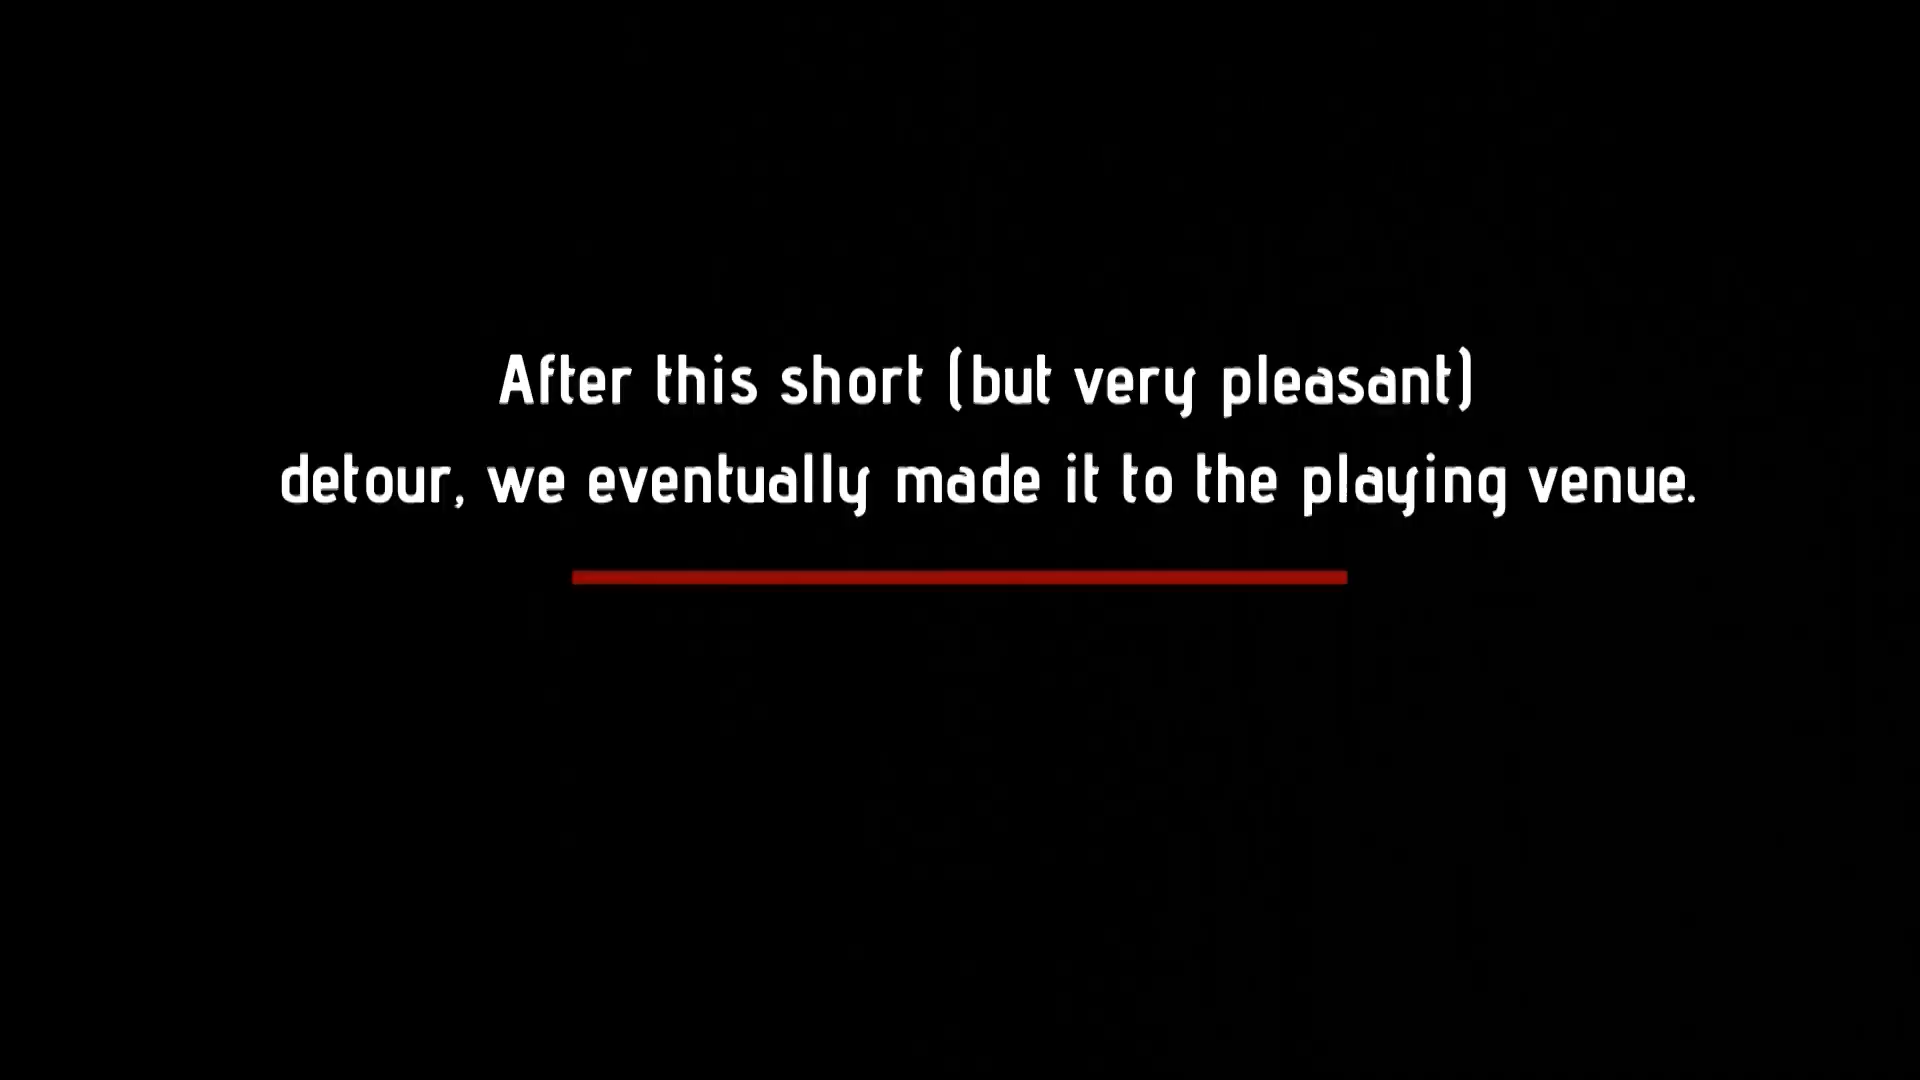 After this short (but very pleasant)
detour, we eventually made it to the playing venue.